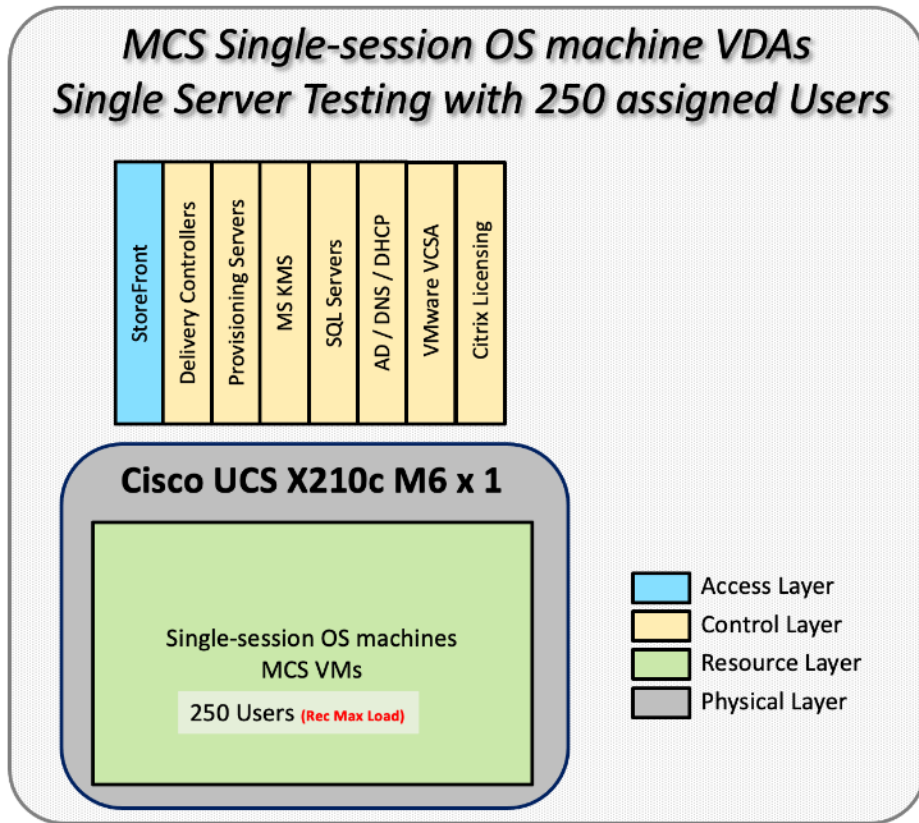 MCS Single-session OS machine VDAs
Single Server Testing with 250 assigned Users
StoreFront
Delivery Controllers
Provisioning Servers
MS KMS
SQL Servers
AD / DNS / DHCP
VMware VCSA
Citrix Licensing
Cisco UCS X210c M6 x 1
Single-session OS machines
MCS VMs
250 Users (Rec Max Load)
Access Layer
Control Layer
Resource Layer
Physical Layer